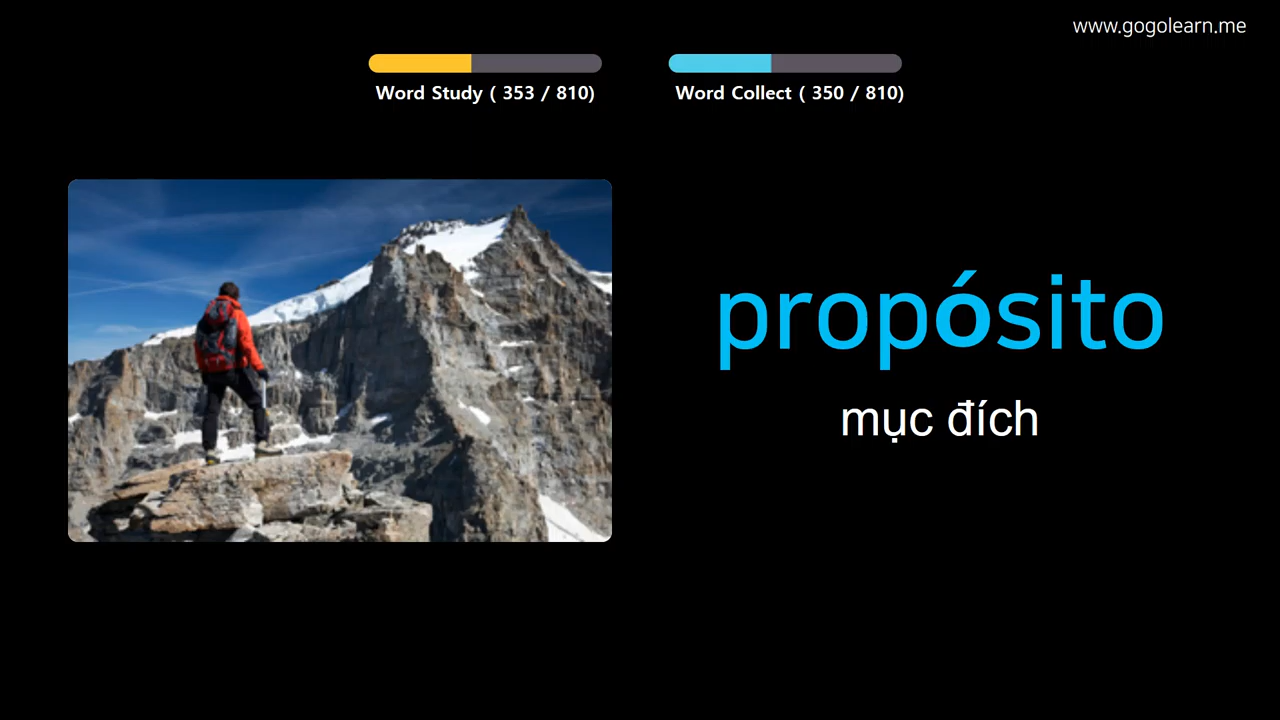 www.gogolearn.me
Word Study ( 353 / 810)
Word Collect ( 350 / 810)
propósito
mục đích